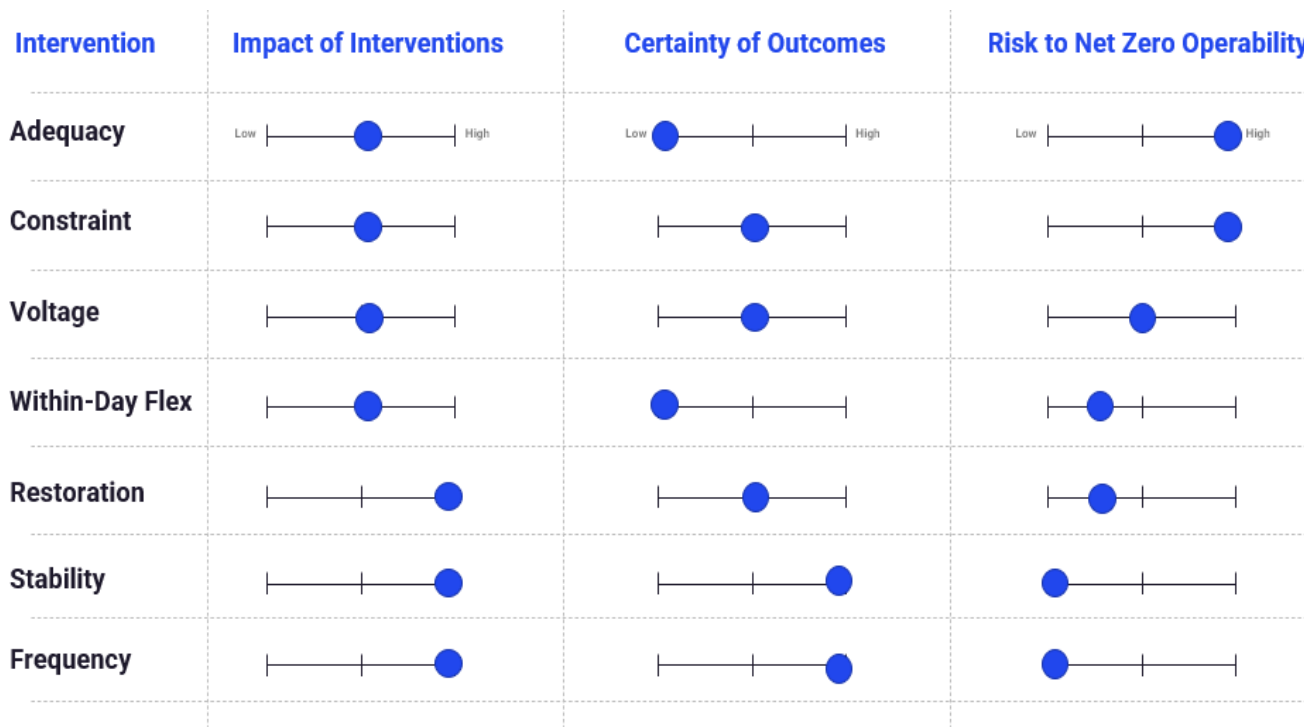 Intervention Impact of Interventions Certainty of Outcomes Risk to Net Zero Operability
Adequacy Low High Low High Low High
Constraint
Voltage
Within-Day Flex
Restoration
Stability
Frequency